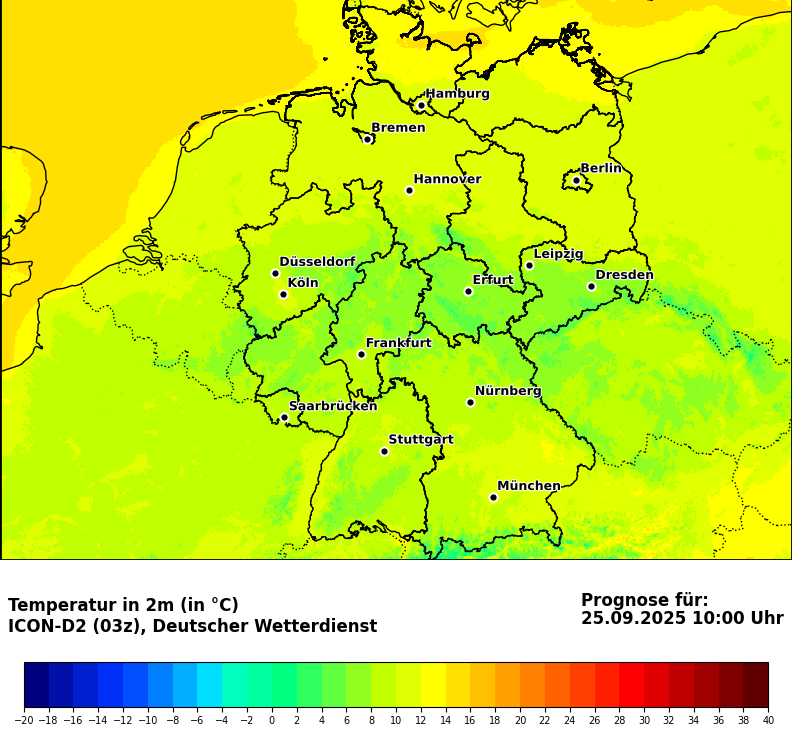 Hamburg
Bremen
Berlin
Hannover
Leipzig
Düsseldorf
Dresden
Köln
Erfurt
Frankfurt
Nürnberg
Saarbrücken
Stuttgart
München
Temperatur in 2m (in °C)
ICON-D2 (03z), Deutscher Wetterdienst
Prognose für:
25.09.2025 10:00 Uhr
−20 −18 −16 −14 −12 −10 −8 −6 −4 −2 0 2 4 6 8 10 12 14 16 18 20 22 24 26 28 30 32 34 36 38 40